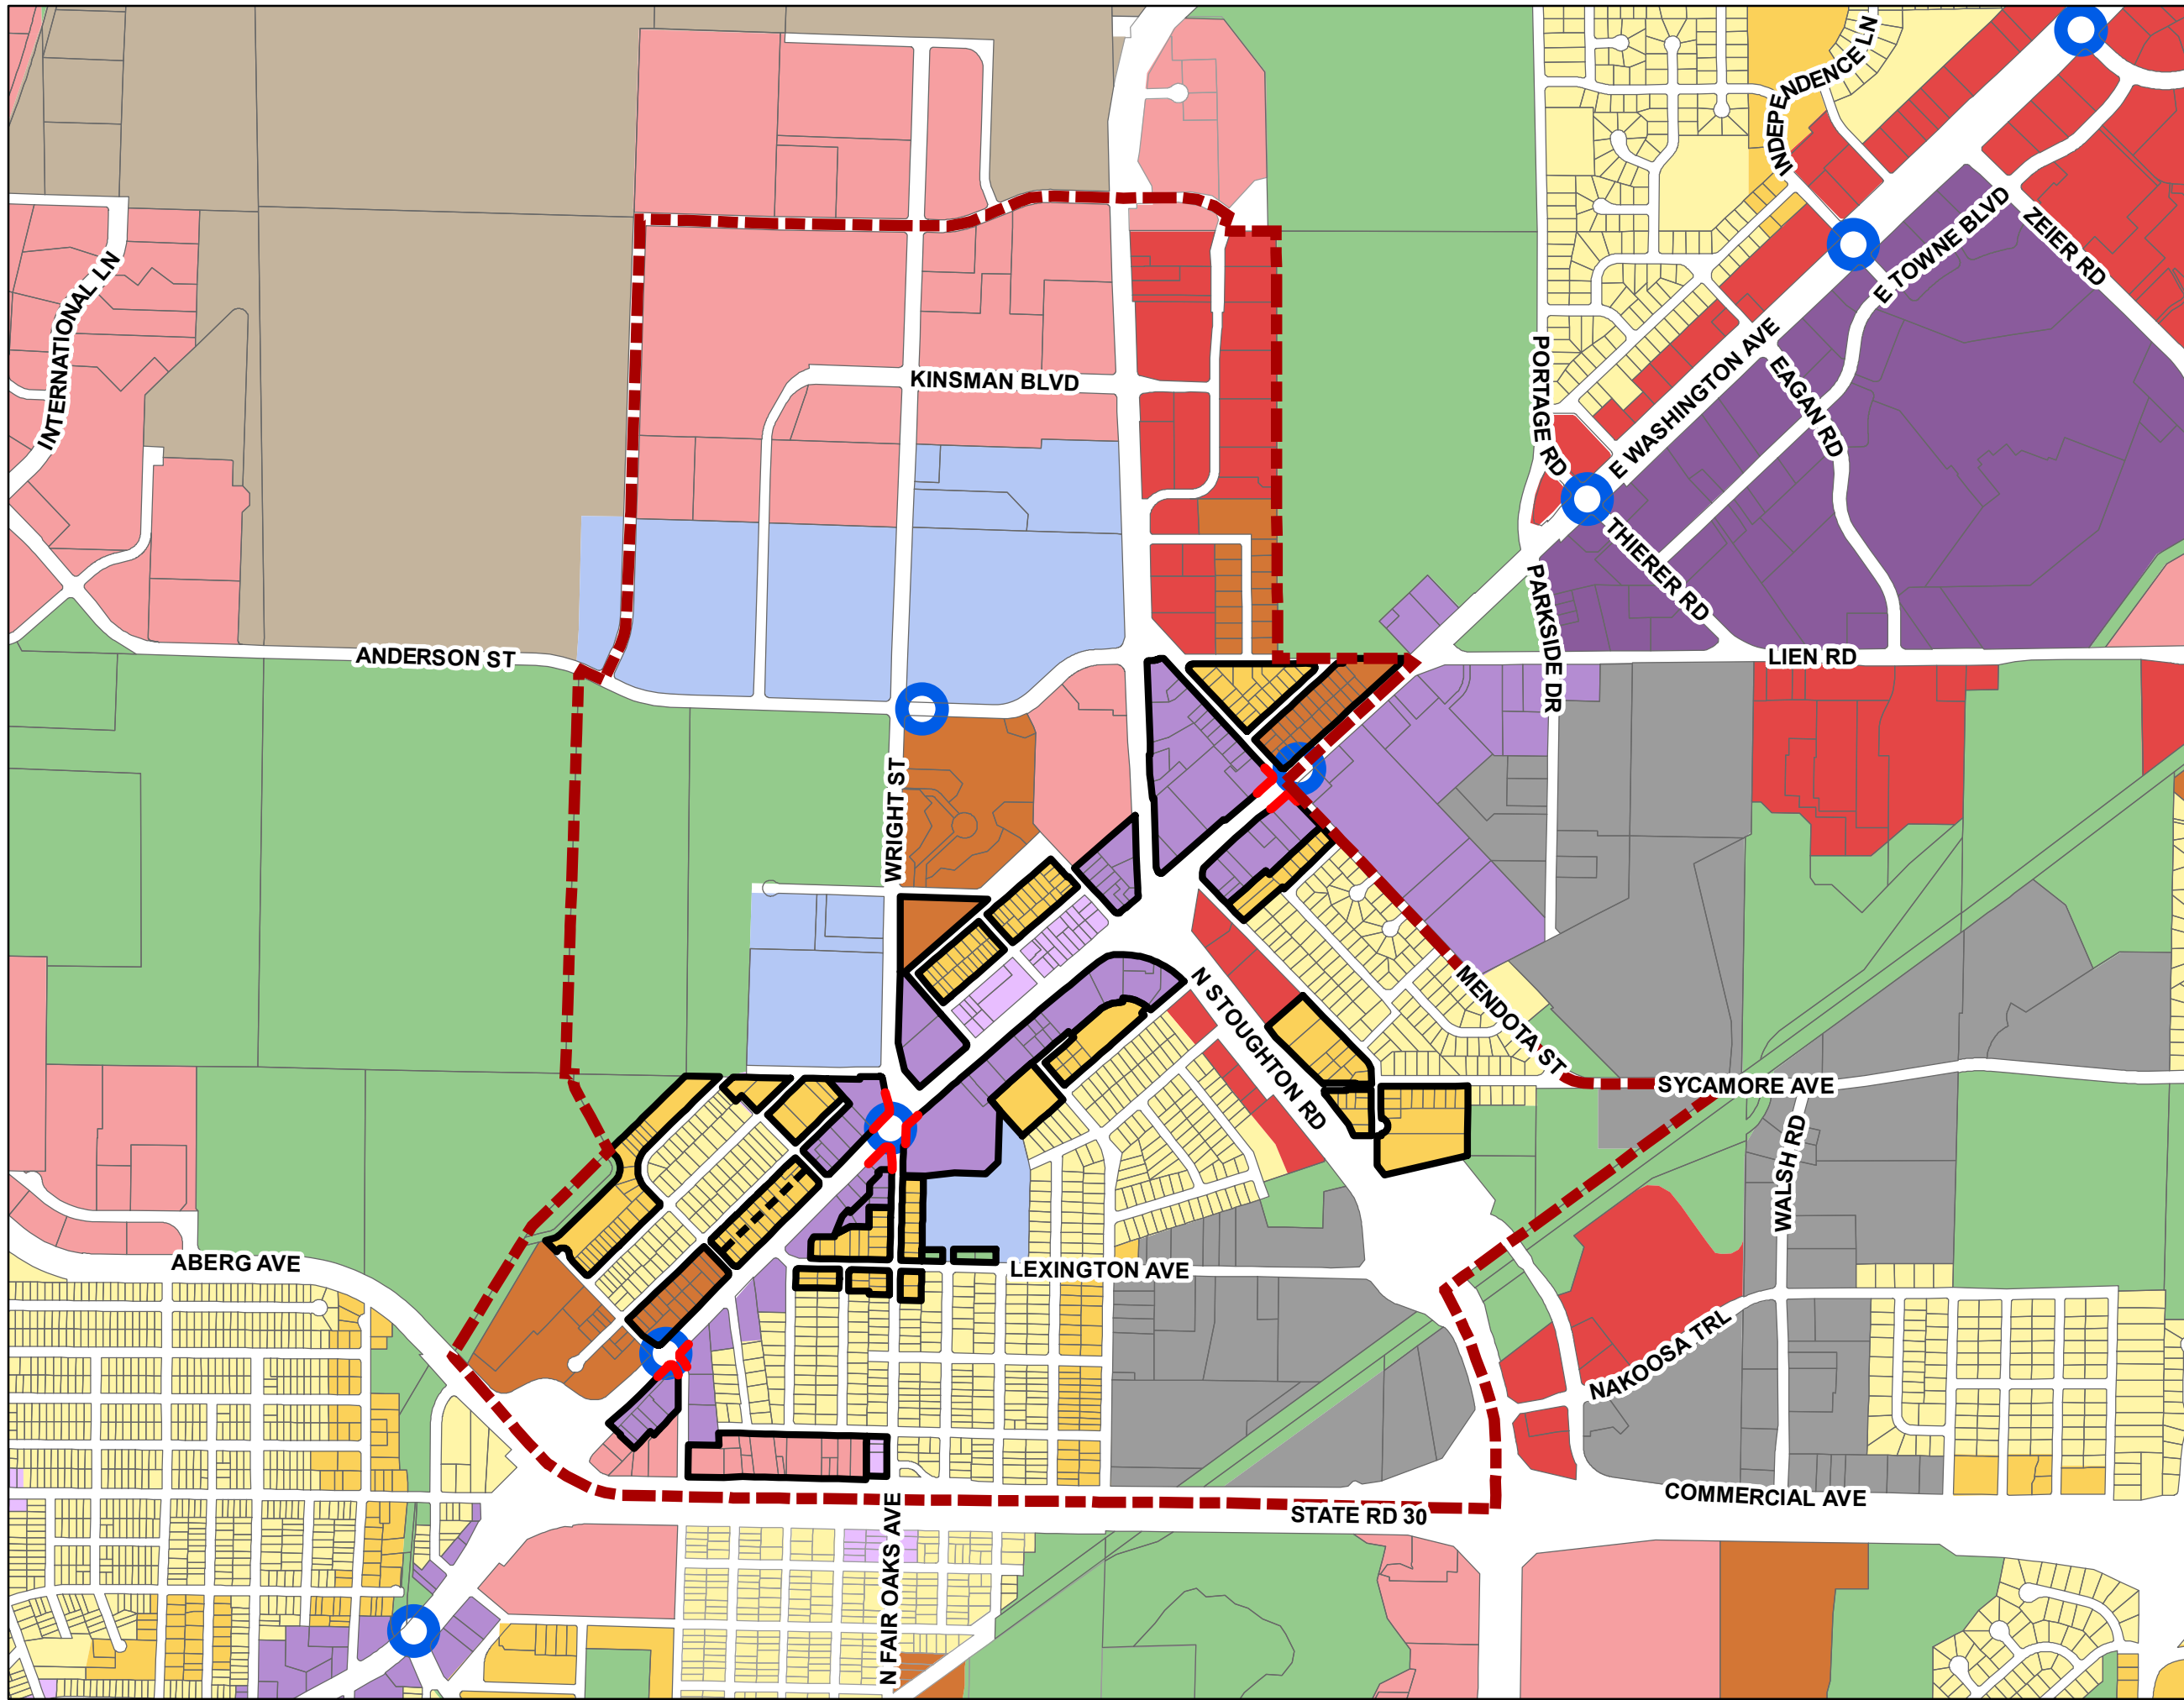 INDEPENDENCE LN
INTERNATIONAL LN
E TOWNE BLVD
ZEIER RD
KINSMAN BLVD
PORTAGE RD
E WASHINGTON AVE
EAGAN RD
THIERER RD
PARKSIDE DR
ANDERSON ST
LIEN RD
WRIGHT ST
N STOUGHTON RD
MENDOTA ST
SYCAMORE AVE
WALSH RD
ABERG AVE
LEXINGTON AVE
NAKOOSA TRL
COMMERCIAL AVE
STATE RD 30
N FAIR OAKS AVE